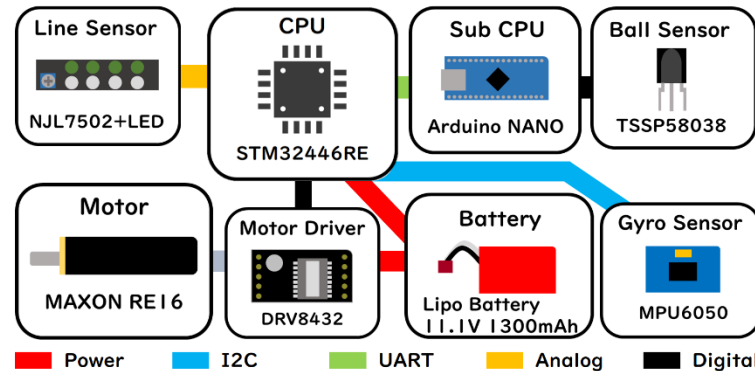 Line Sensor
NJL7502+LED
CPU
STM32446RE
Sub CPU
Arduino NANO
Ball Sensor
TSSP58038
Motor
MAXON RE16
Motor Driver
DRV8432
Battery
Lipo Battery
11.1V 1300mAh
Gyro Sensor
MPU6050
Power
I2C
UART
Analog
Digital